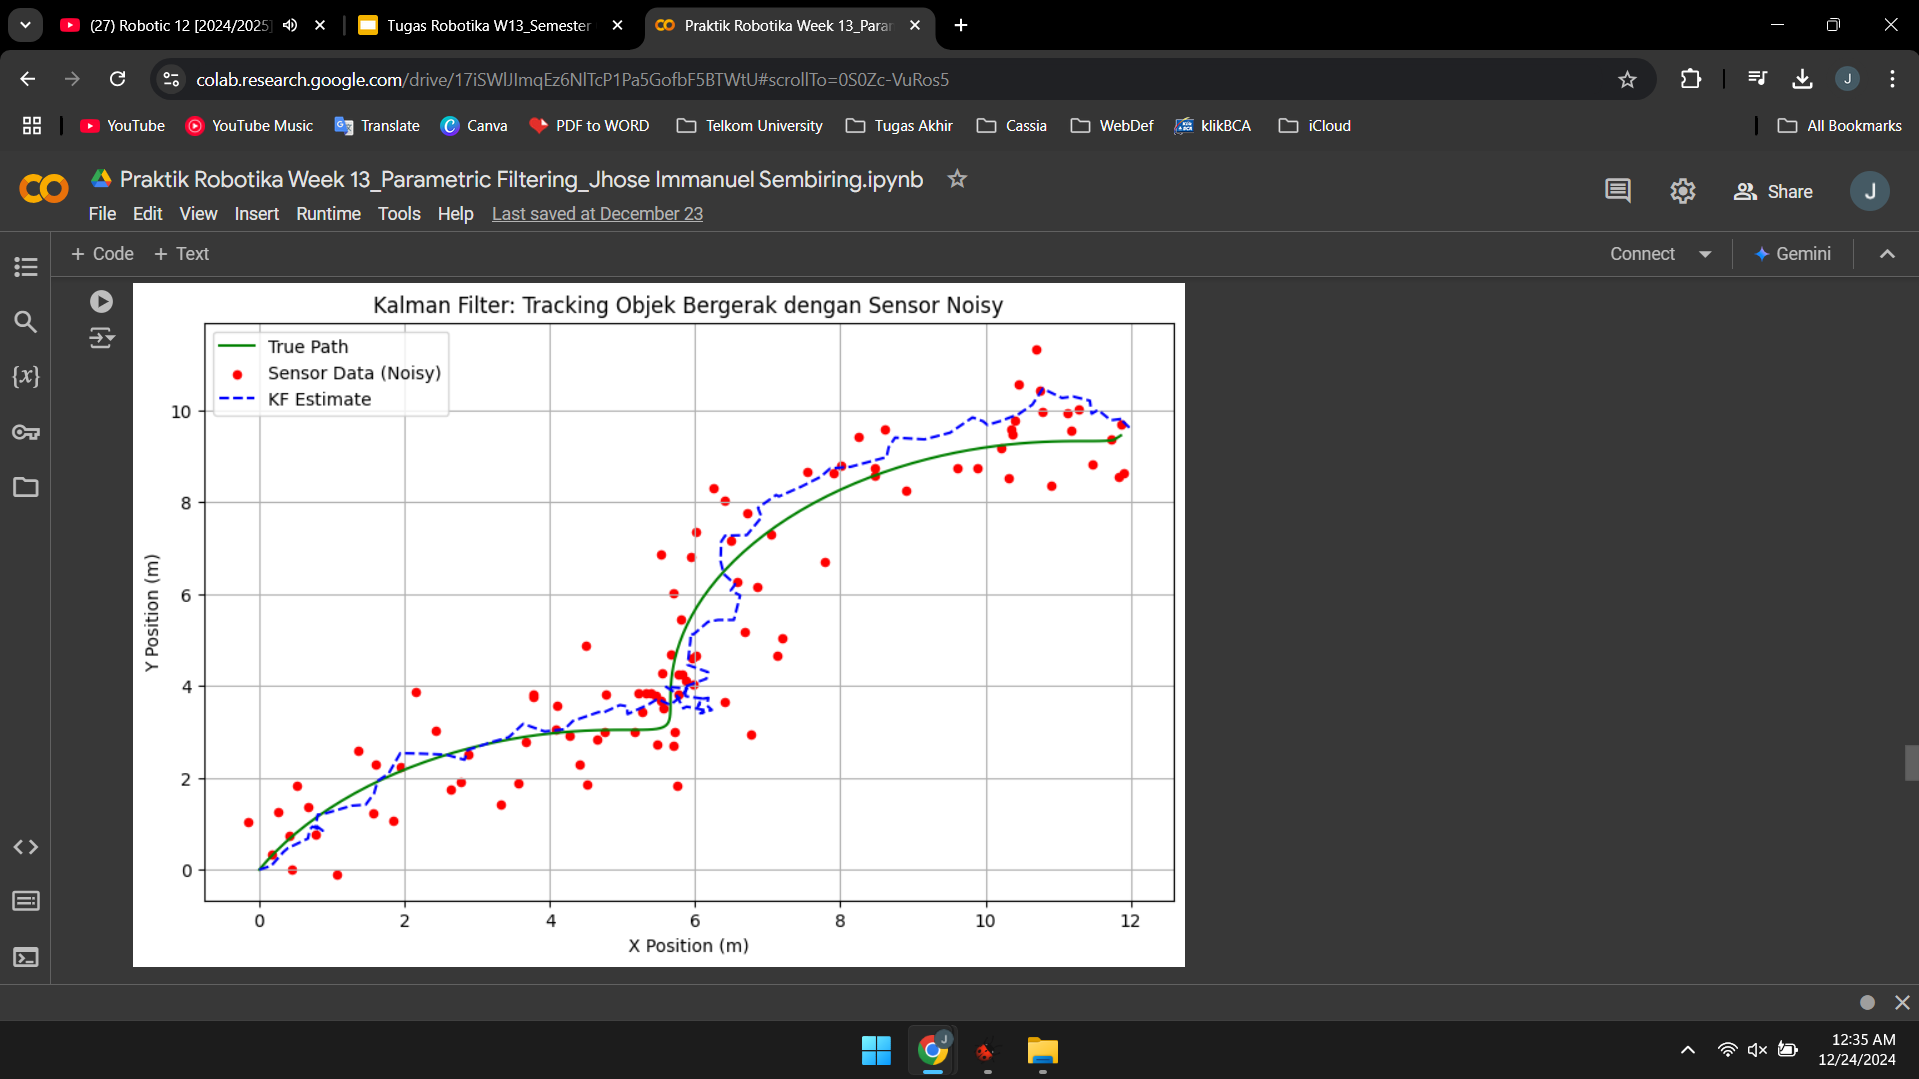 (27) Robotic 12 [2024/2025]
Tugas Robotika W13_Semester
Praktik Robotika Week 13_Para
colab.research.google.com/drive/17iSWlJImqEz6NlTcP1Pa5GofbF5BTWtU#scrollTo=0S0Zc-VuRos5
J
YouTube
YouTube Music
Translate
Canva
PDF to WORD
Telkom University
Tugas Akhir
Cassia
WebDef
klikBCA
iCloud
All Bookmarks
Praktik Robotika Week 13_Parametric Filtering_Jhose Immanuel Sembiring.ipynb
File Edit View Insert Runtime Tools Help Last saved at December 23
Share
J
+ Code + Text
Connect
Gemini
{x}
Kalman Filter: Tracking Objek Bergerak dengan Sensor Noisy
True Path
Sensor Data (Noisy)
KF Estimate
Y Position (m)
10
8
6
4
2
0
0 2 4 6 8 10 12
X Position (m)
J
12:35 AM
12/24/2024